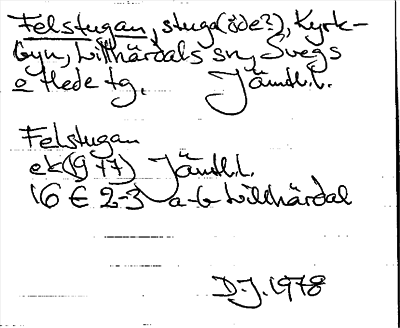 Felstugan, stuga (öde?), Kyrk-
byn, Lillhärdals sn, Svegs
o Hede tg. Jämtl.l.
Felstugan
ek (1977) Jämtl.l.
16 E 2-3 a-b Lillhärdal
D.J. 1978